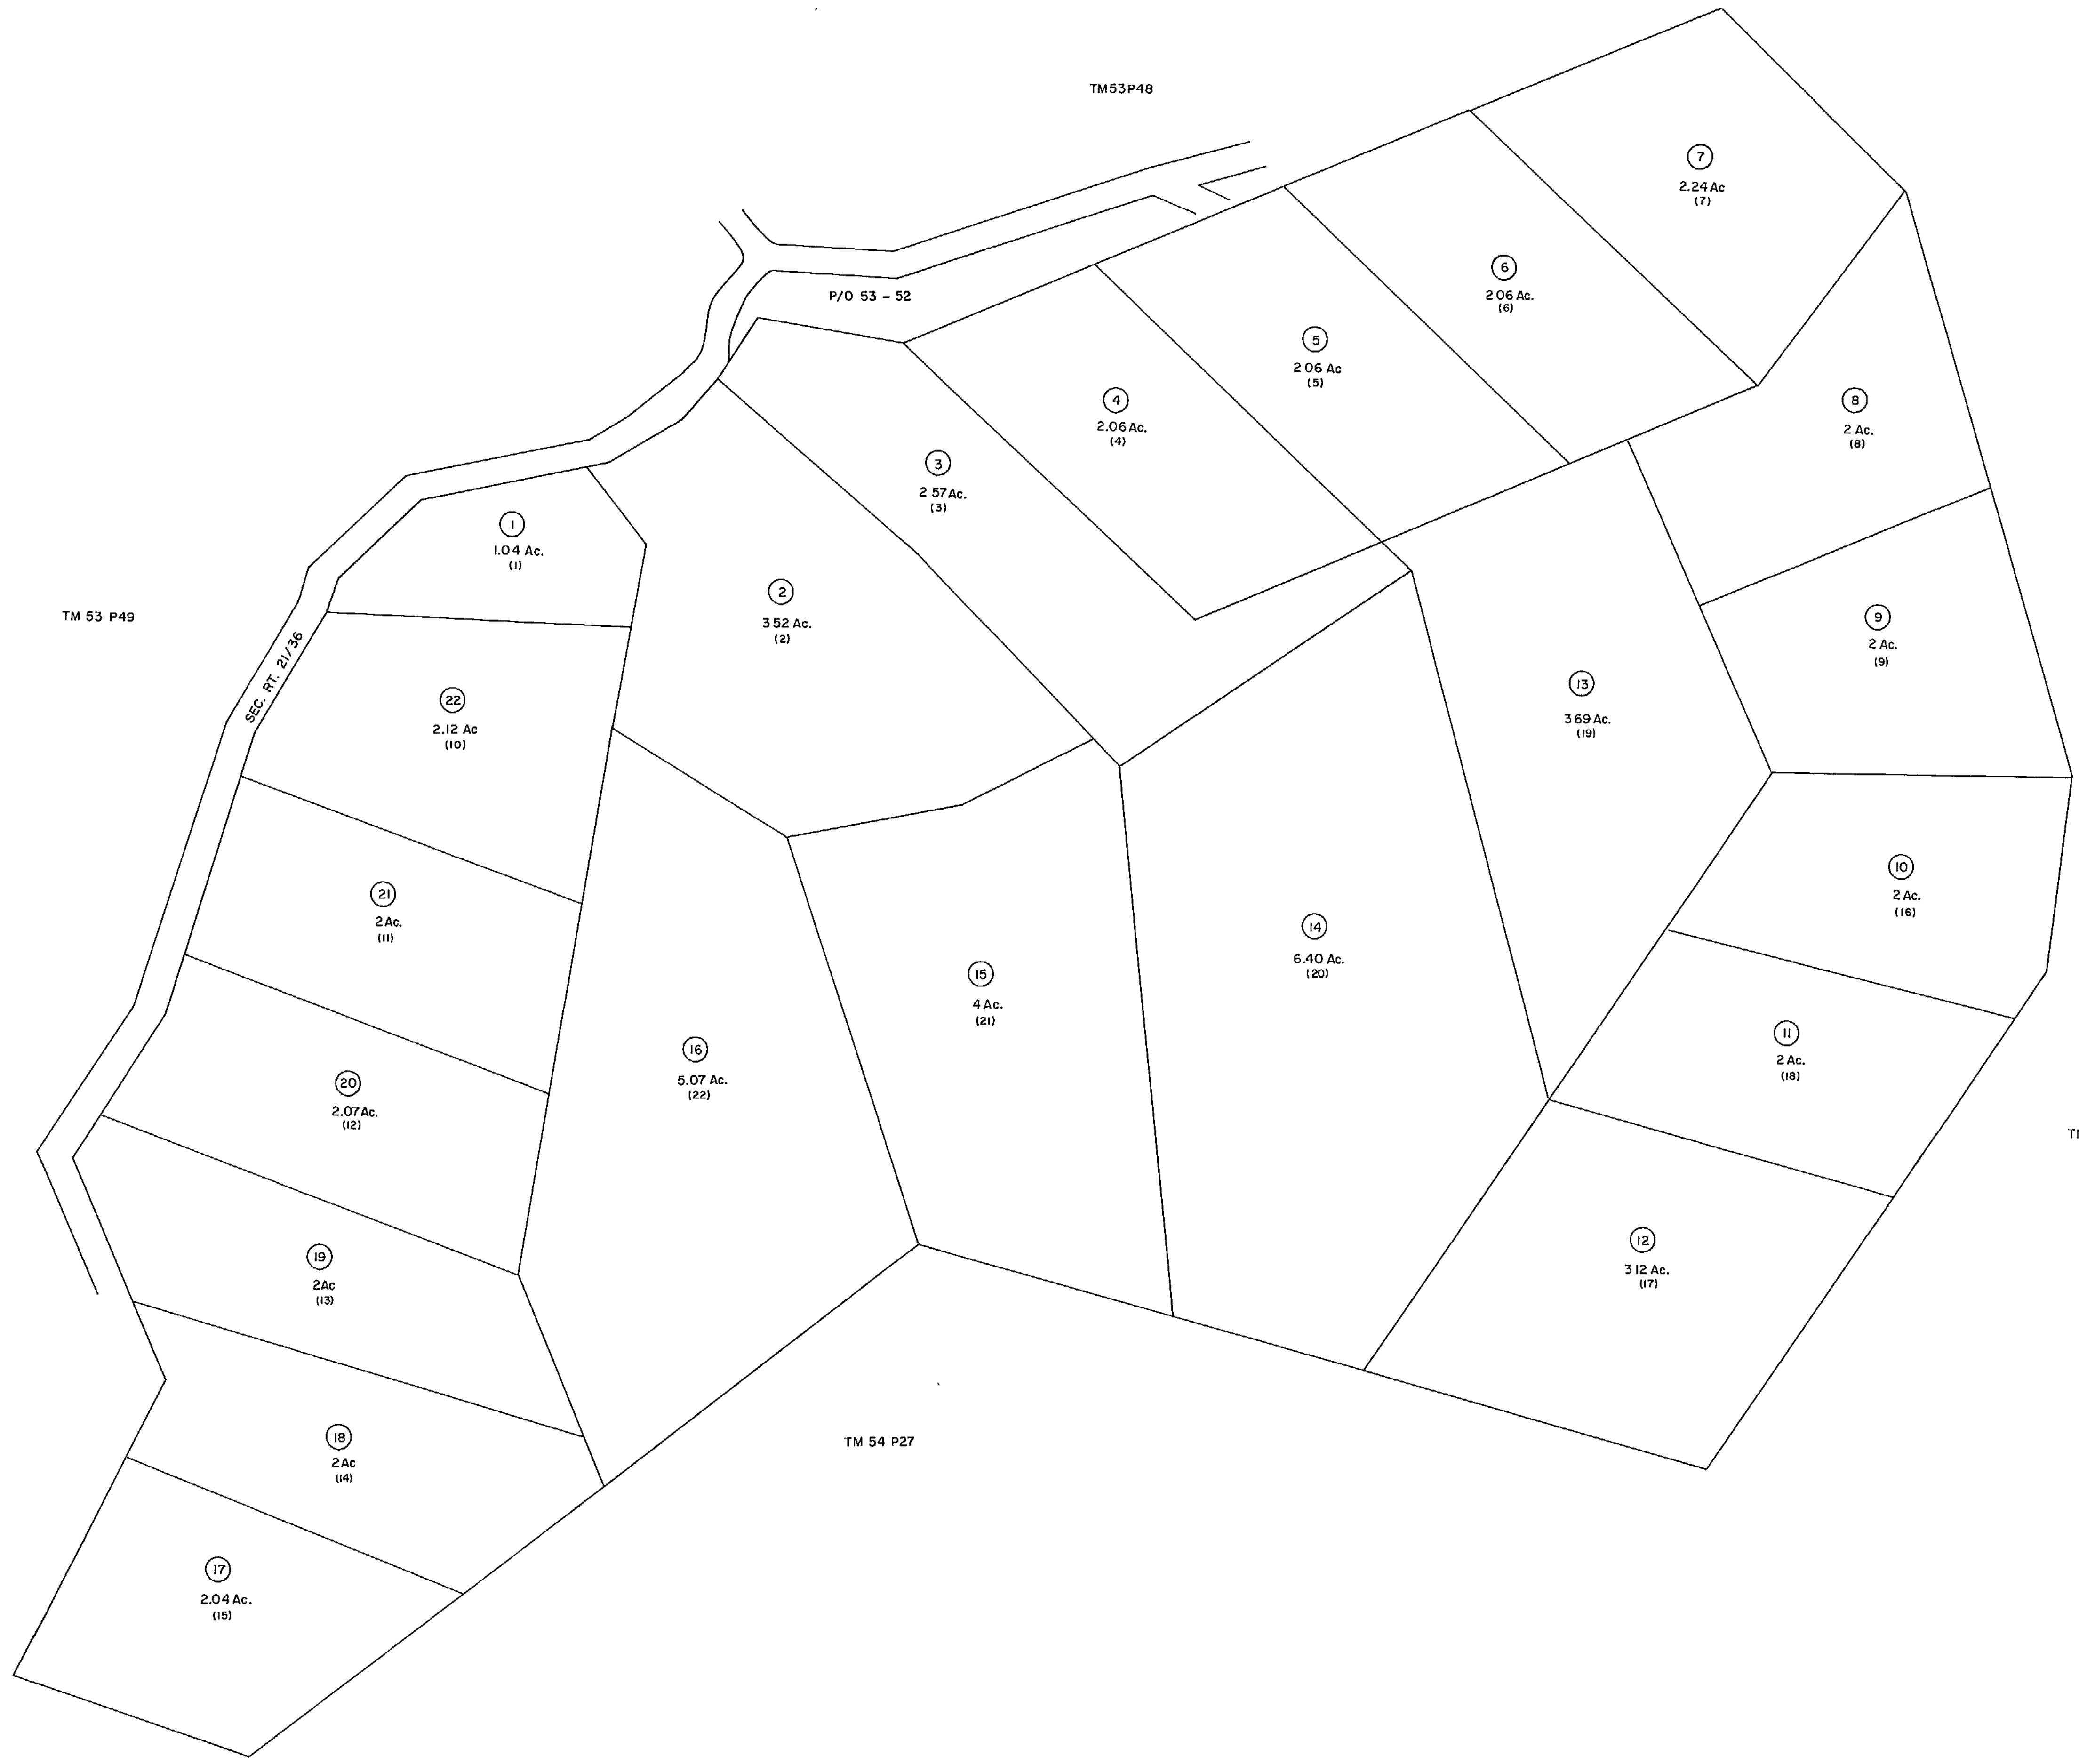 TM53P48
7
2.24 Ac
(7)
6
2 06 Ac.
(6)
P/O 53 - 52
5
2 06 Ac
(5)
4
2.06 Ac.
(4)
8
2 Ac.
(8)
3
2 57 Ac.
(3)
1
1.04 Ac.
(1)
2
3 52 Ac.
(2)
TM 53 P49
9
2 Ac.
(9)
SEC. RT. 21/36
22
2.12 Ac
(10)
13
3 69 Ac.
(19)
10
2 Ac.
(16)
21
2 Ac.
(11)
14
6.40 Ac.
(20)
15
4 Ac.
(21)
11
2 Ac.
(18)
16
5.07 Ac.
(22)
20
2.07 Ac.
(12)
12
3 12 Ac.
(17)
19
2 Ac
(13)
18
2 Ac
(14)
TM 54 P27
17
2.04 Ac.
(15)